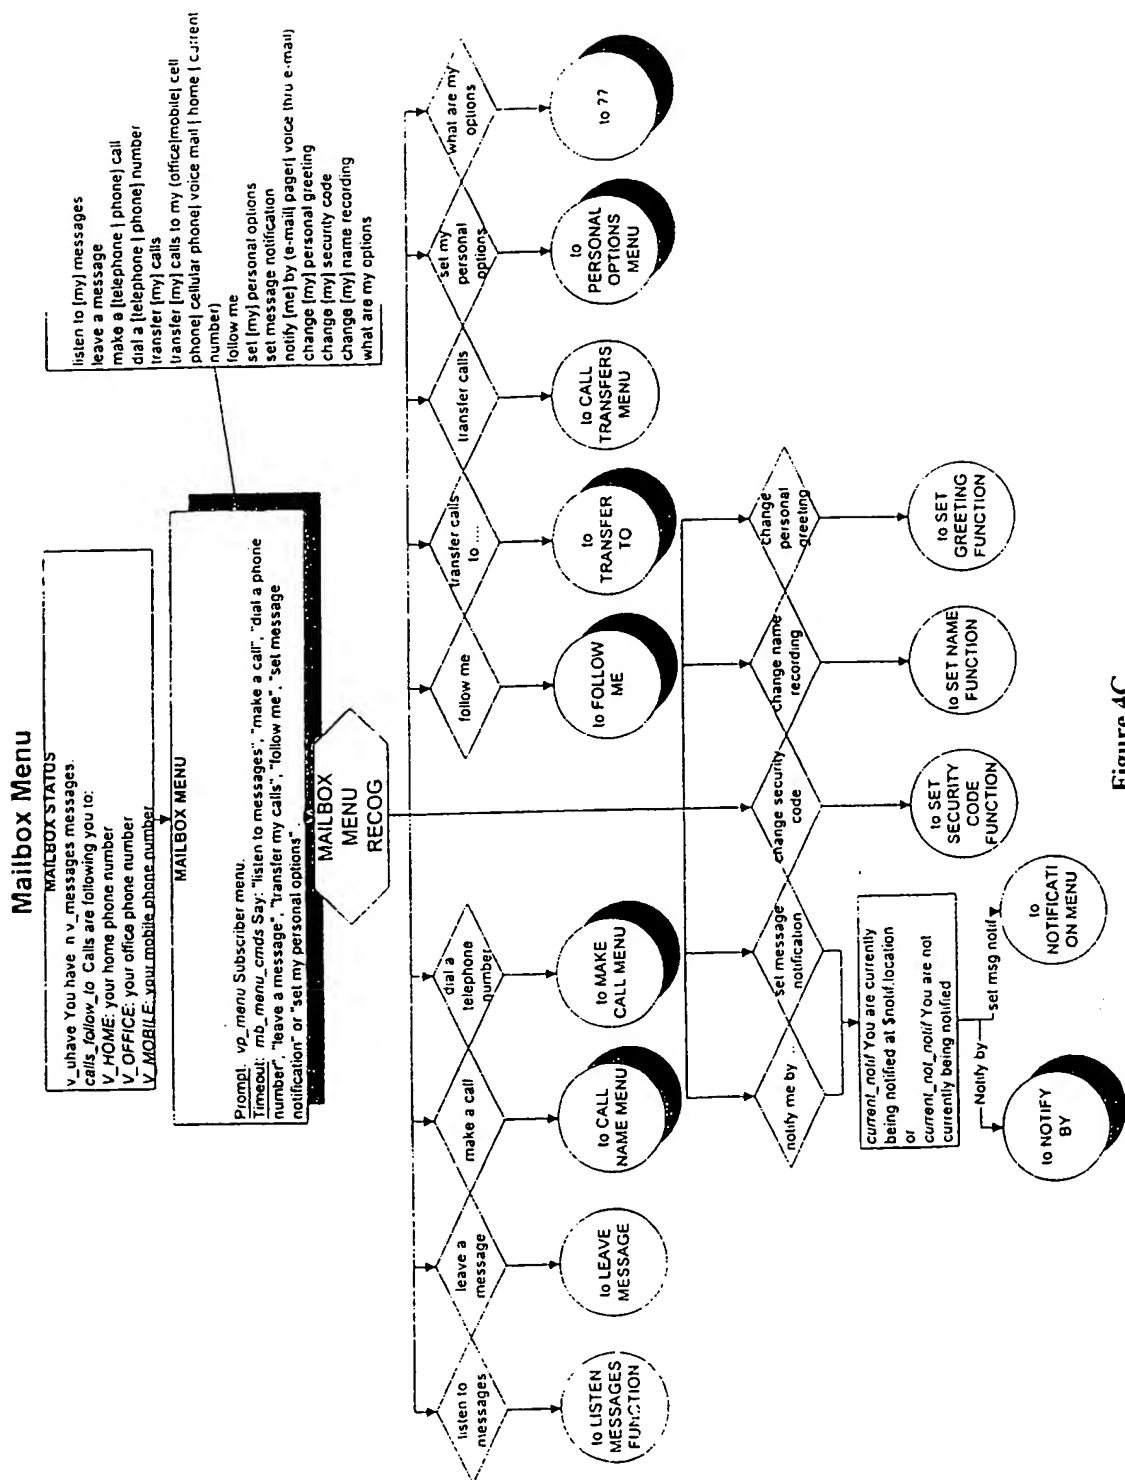 Mailbox Menu
MAILBOX STATUS
v_uhave You have n v_messages messages.
calls_follow_to Calls are following you to:
V_HOME: your home phone number
V_OFFICE: your office phone number
V_MOBILE: your mobile phone number
MAILBOX MENU
Prompt: vp_menu Subscriber menu.
Timeout: mb_menu_cmds Say: "listen to messages", "make a call", "dial a phone
number", "leave a message", "transfer my calls", "follow me", "set message
notification" or "set my personal options".
listen to [my] messages
leave a message
make a [telephone | phone] call
dial a [telephone | phone] number
transfer [my] calls
transfer [my] calls to my (office|mobile| cell
phone| cellular phone| voice mail | home | current
number)
follow me
set [my] personal options
set message notification
notify [me] by (e-mail| pager| voice thru e-mail)
change [my] personal greeting
change [my] security code
change [my] name recording
what are my options
MAILBOX
MENU
RECOG
listen to
messages
leave a
message
make a call
dial a
telephone
number
follow me
transfer calls
to ....
transfer calls
set my
personal
options
what are my
options
to LISTEN
MESSAGES
FUNCTION
to LEAVE
MESSAGE
to CALL
NAME MENU
to MAKE
CALL MENU
to FOLLOW
ME
to
TRANSFER
TO
to CALL
TRANSFERS
MENU
to
PERSONAL
OPTIONS
MENU
to ??
notify me by ...
set message
notification
change security
code
change name
recording
change
personal
greeting
current_notif You are currently
being notified at $notif.location
or
current_not_notif You are not
currently being notified
to SET
SECURITY
CODE
FUNCTION
to SET NAME
FUNCTION
to SET
GREETING
FUNCTION
Notify by
set msg notif
to NOTIFY
BY
to
NOTIFICATI
ON MENU
Figure 4C